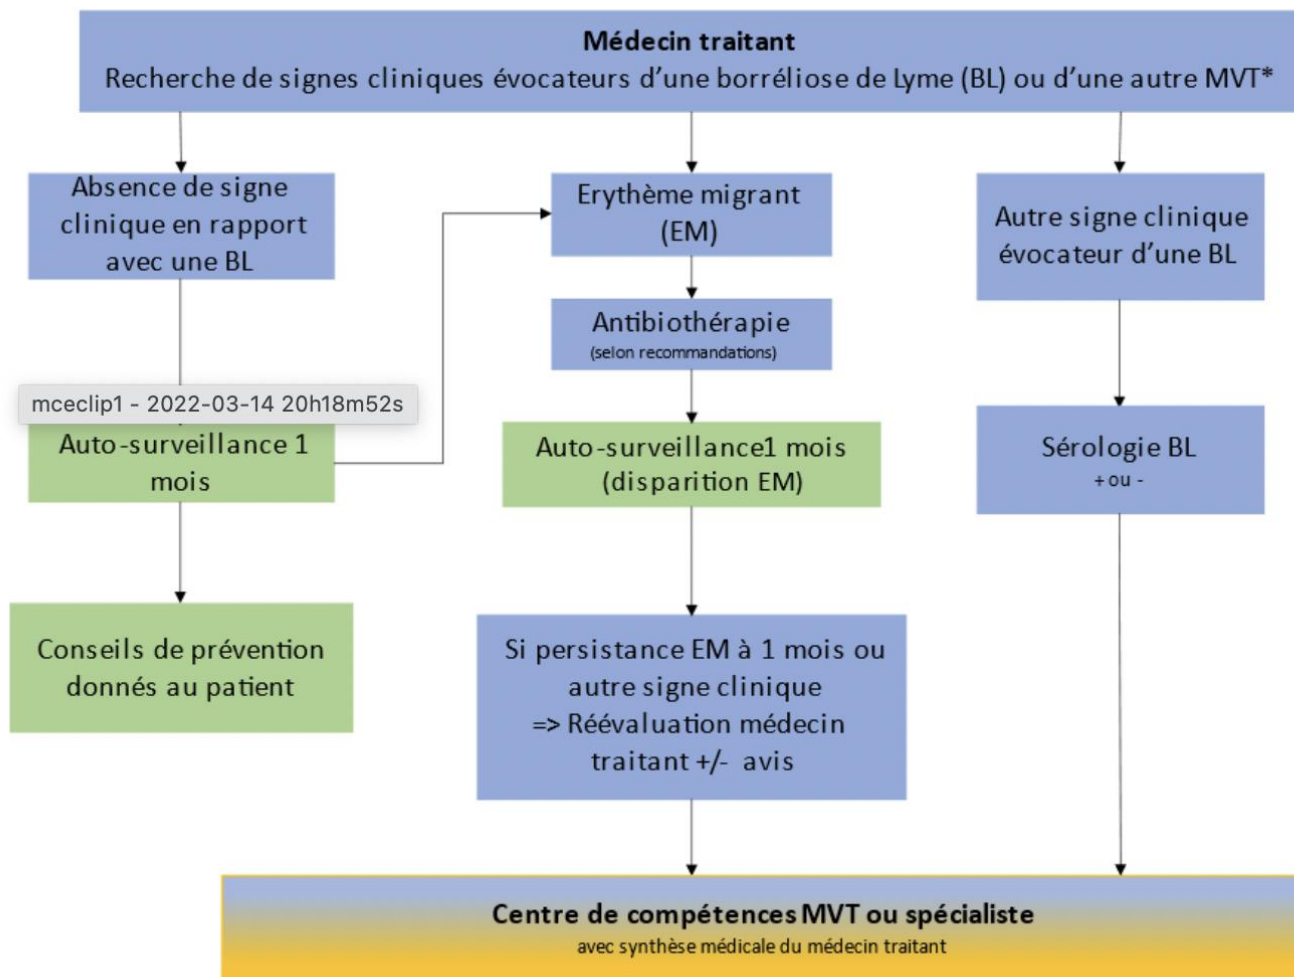 Médecin traitant
Recherche de signes cliniques évocateurs d’une borréliose de Lyme (BL) ou d’une autre MVT*
Absence de signe
clinique en rapport
avec une BL
mceclip1 - 2022-03-14 20h18m52s
Auto-surveillance 1
mois
Conseils de prévention
donnés au patient
Erythème migrant
(EM)
Antibiothérapie
(selon recommandations)
Auto-surveillance1 mois
(disparition EM)
Si persistance EM à 1 mois ou
autre signe clinique
=> Réévaluation médecin
traitant +/- avis
Autre signe clinique
évocateur d’une BL
Sérologie BL
+ ou -
Centre de compétences MVT ou spécialiste
avec synthèse médicale du médecin traitant